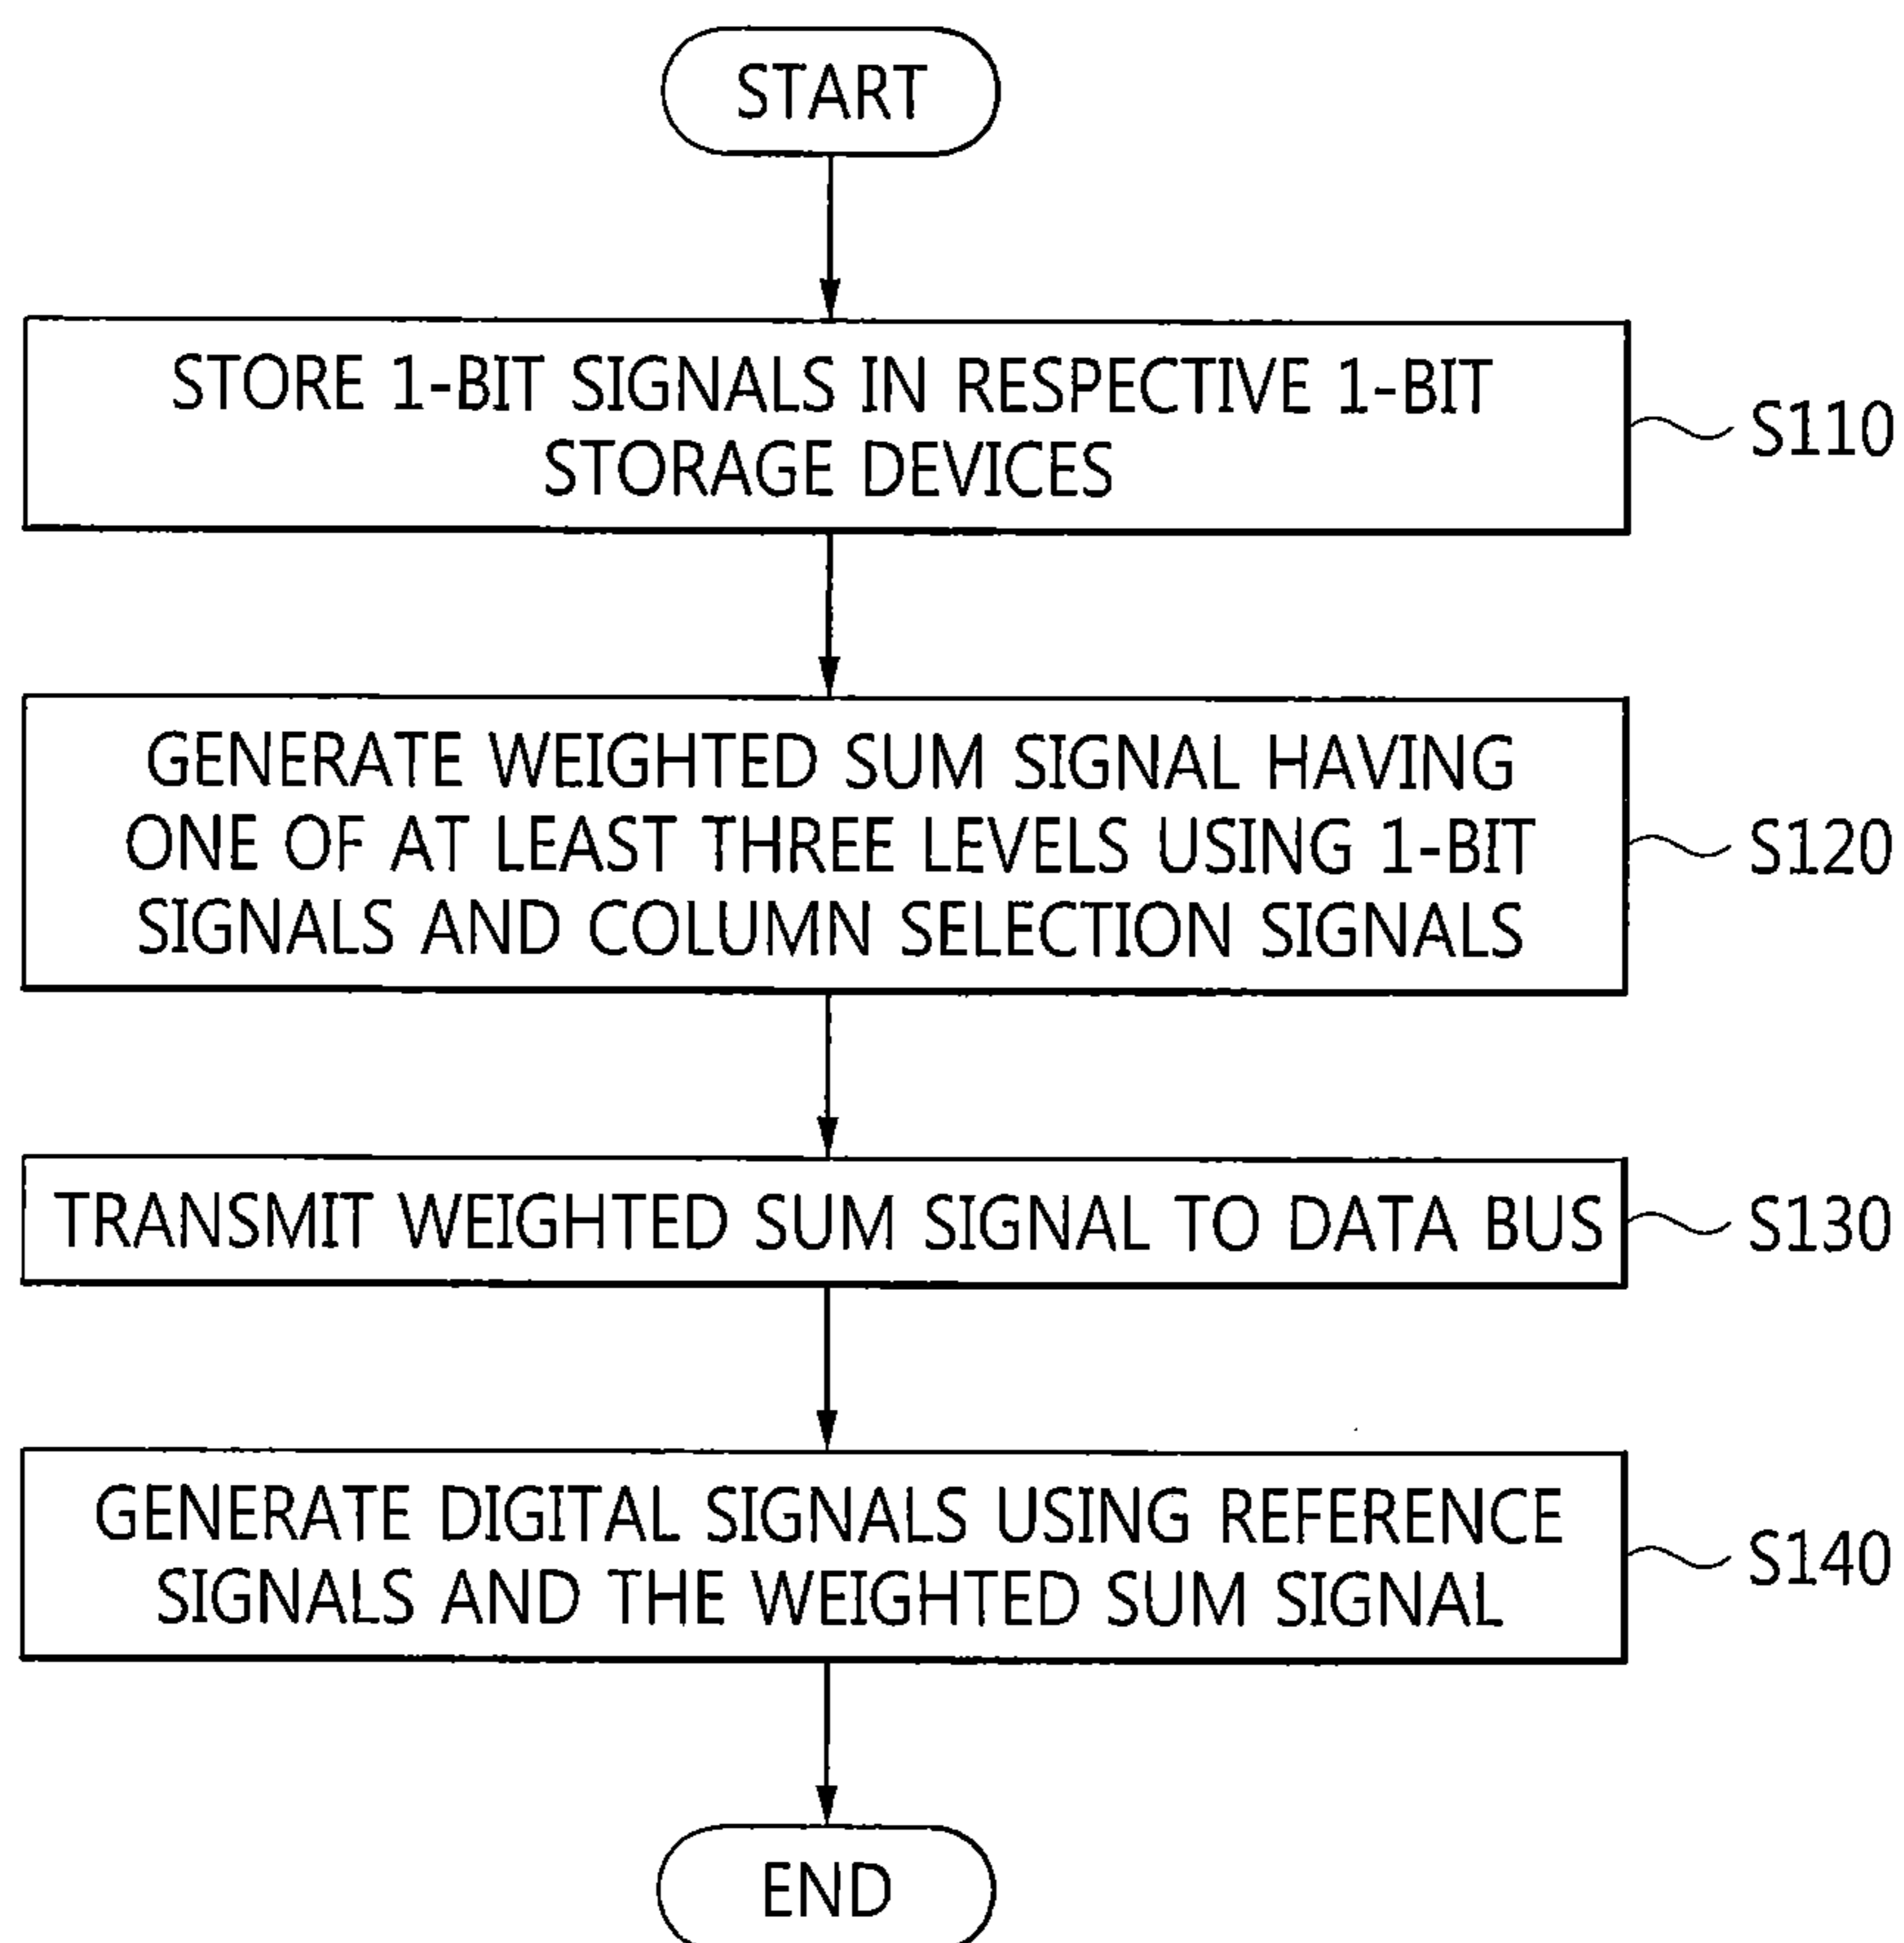 START
STORE 1-BIT SIGNALS IN RESPECTIVE 1-BIT
STORAGE DEVICES
S110
GENERATE WEIGHTED SUM SIGNAL HAVING
ONE OF AT LEAST THREE LEVELS USING 1-BIT
SIGNALS AND COLUMN SELECTION SIGNALS
S120
TRANSMIT WEIGHTED SUM SIGNAL TO DATA BUS
S130
GENERATE DIGITAL SIGNALS USING REFERENCE
SIGNALS AND THE WEIGHTED SUM SIGNAL
S140
END